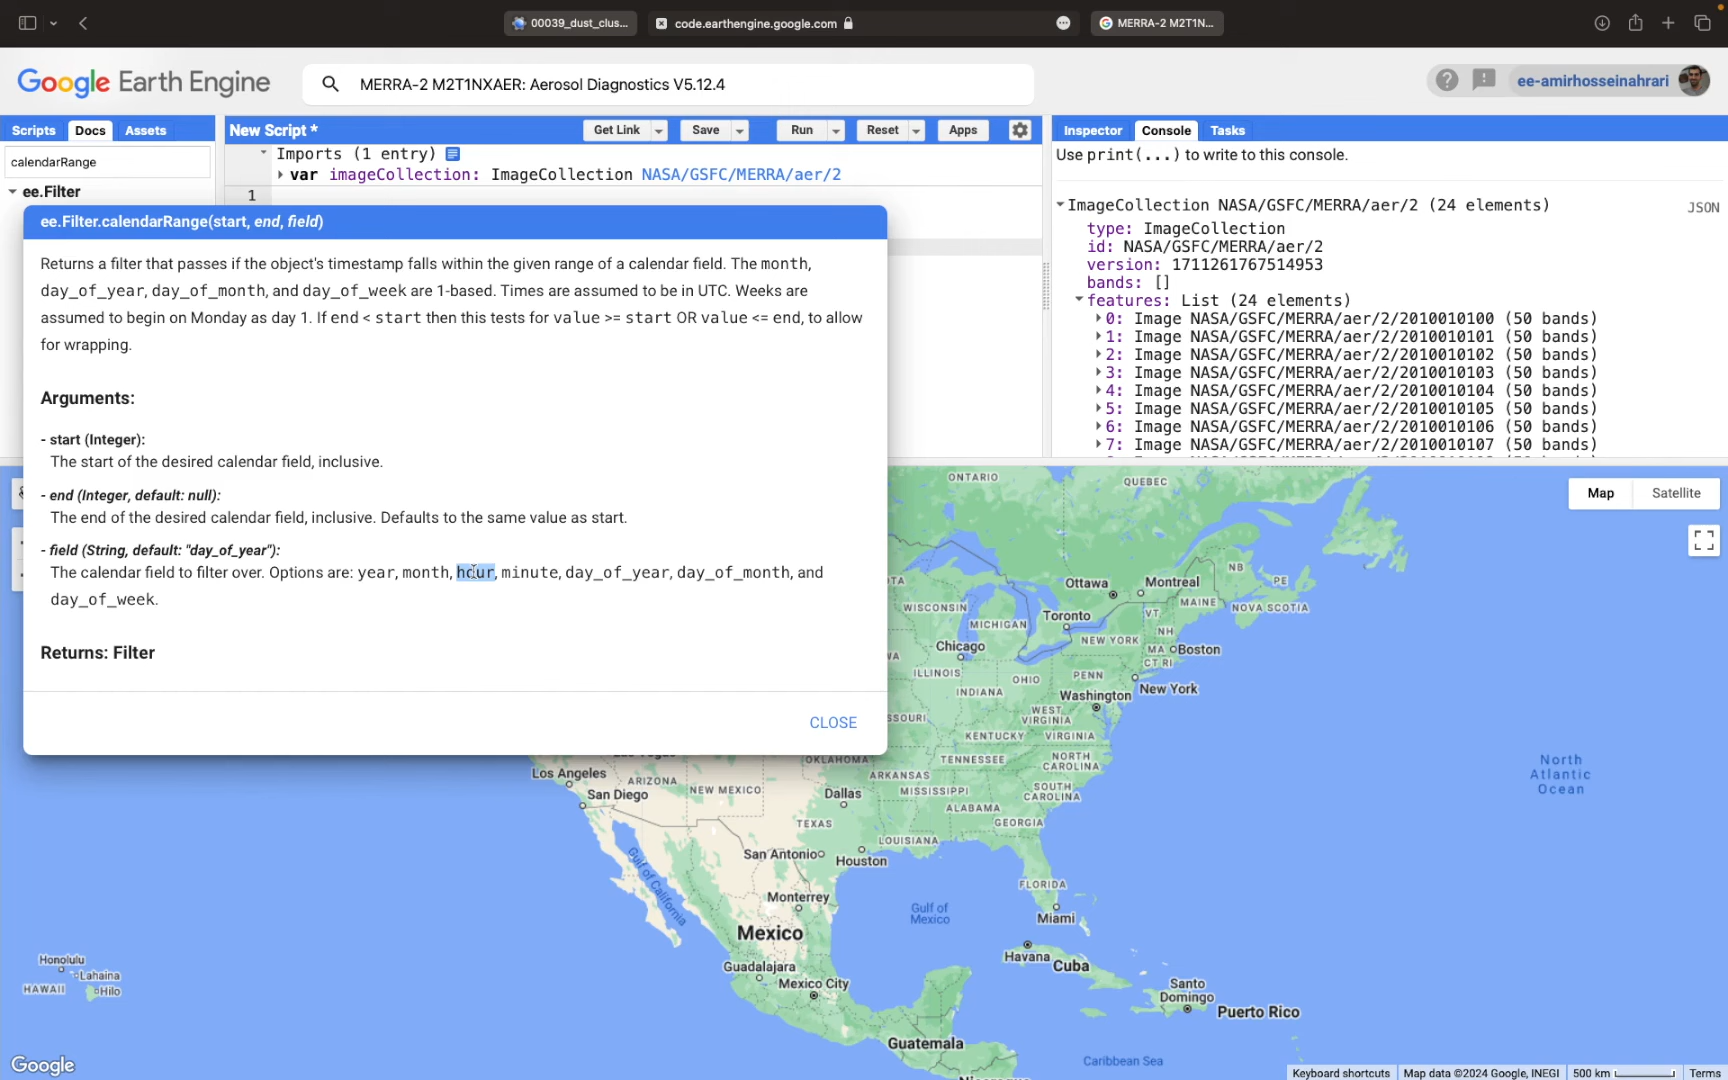 00039_dust_clus...
code.earthengine.google.com
MERRA-2 M2T1N...
Google Earth Engine
MERRA-2 M2T1NXAER: Aerosol Diagnostics V5.12.4
ee-amirhosseinahrari
Scripts Docs Assets
New Script *
Get Link Save Run Reset Apps
Inspector Console Tasks
calendarRange
ee.Filter
Imports (1 entry)
var imageCollection: ImageCollection NASA/GSFC/MERRA/aer/2
1
Use print(...) to write to this console.
ImageCollection NASA/GSFC/MERRA/aer/2 (24 elements)
JSON
type: ImageCollection
id: NASA/GSFC/MERRA/aer/2
version: 1711261767514953
bands: []
features: List (24 elements)
0: Image NASA/GSFC/MERRA/aer/2/2010010100 (50 bands)
1: Image NASA/GSFC/MERRA/aer/2/2010010101 (50 bands)
2: Image NASA/GSFC/MERRA/aer/2/2010010102 (50 bands)
3: Image NASA/GSFC/MERRA/aer/2/2010010103 (50 bands)
4: Image NASA/GSFC/MERRA/aer/2/2010010104 (50 bands)
5: Image NASA/GSFC/MERRA/aer/2/2010010105 (50 bands)
6: Image NASA/GSFC/MERRA/aer/2/2010010106 (50 bands)
7: Image NASA/GSFC/MERRA/aer/2/2010010107 (50 bands)
ee.Filter.calendarRange(start, end, field)
Returns a filter that passes if the object's timestamp falls within the given range of a calendar field. The month,
day_of_year, day_of_month, and day_of_week are 1-based. Times are assumed to be in UTC. Weeks are
assumed to begin on Monday as day 1. If end < start then this tests for value >= start OR value <= end, to allow
for wrapping.
Arguments:
- start (Integer):
The start of the desired calendar field, inclusive.
- end (Integer, default: null):
The end of the desired calendar field, inclusive. Defaults to the same value as start.
- field (String, default: "day_of_year"):
The calendar field to filter over. Options are: year, month, hour, minute, day_of_year, day_of_month, and
day_of_week.
Returns: Filter
CLOSE
Map Satellite
ONTARIO
QUEBEC
NB
PE
Ottawa
Montreal
MAINE
NOVA SCOTIA
WISCONSIN
Toronto
VT
MICHIGAN
NEW YORK
NH
Chicago
MA
Boston
CT RI
ILLINOIS
OHIO
PENN
INDIANA
Washington
New York
WEST
VIRGINIA
KENTUCKY
VIRGINIA
Los Angeles
ARIZONA
OKLAHOMA
TENNESSEE
NORTH
CAROLINA
ARKANSAS
San Diego
NEW MEXICO
Dallas
MISSISSIPPI
SOUTH
CAROLINA
ALABAMA
TEXAS
GEORGIA
LOUISIANA
San Antonio
Houston
Gulf of California
FLORIDA
Monterrey
Gulf of
Mexico
Miami
Mexico
Havana
Cuba
Guadalajara
Mexico City
Santo
Domingo
Puerto Rico
Guatemala
Caribbean Sea
North
Atlantic
Ocean
Honolulu
Lahaina
HAWAII
Hilo
Google
Keyboard shortcuts Map data ©2024 Google, INEGI 500 km Terms